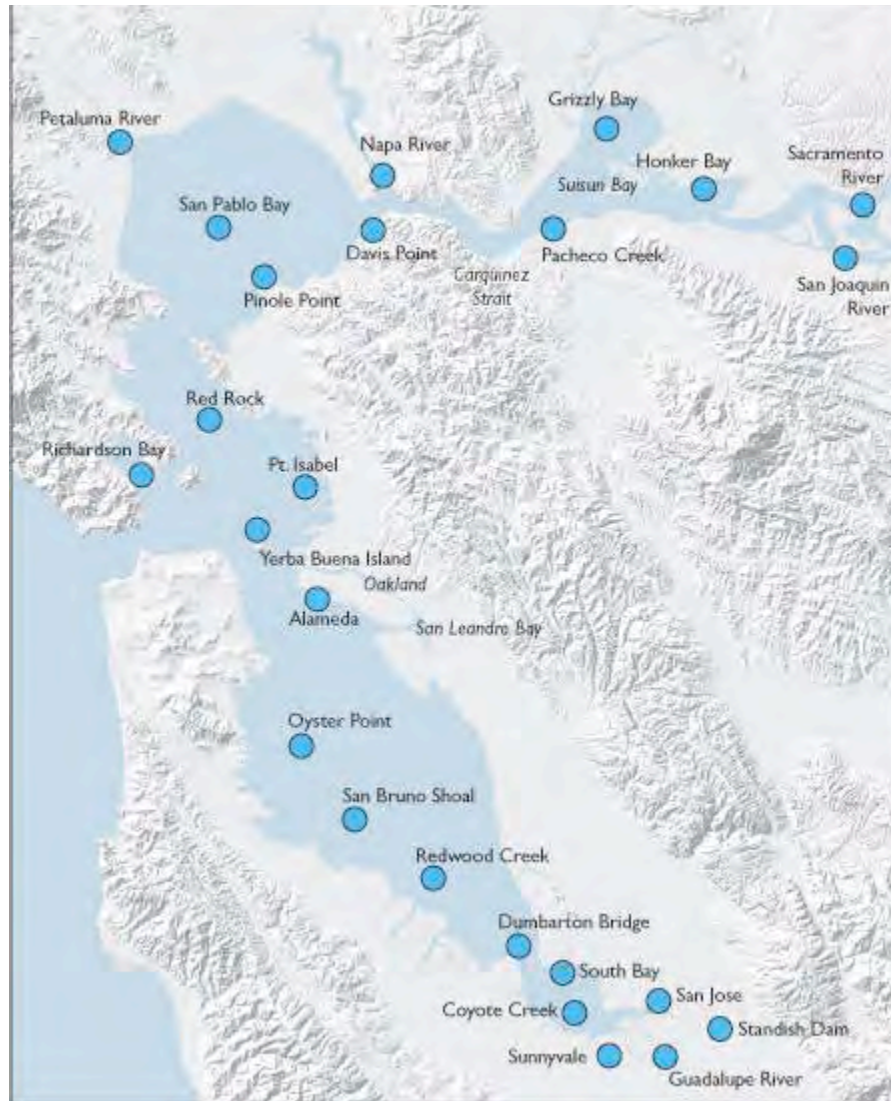 Grizzly Bay
Petaluma River
Napa River
Honker Bay
Sacramento
River
Suisun Bay
San Pablo Bay
Davis Point
Pacheco Creek
Carquinez
Strait
Pinole Point
San Joaquin
River
Red Rock
Richardson Bay
Pt. Isabel
Yerba Buena Island
Oakland
Alameda
San Leandro Bay
Oyster Point
San Bruno Shoal
Redwood Creek
Dumbarton Bridge
South Bay
San Jose
Coyote Creek
Standish Dam
Sunnyvale
Guadalupe River